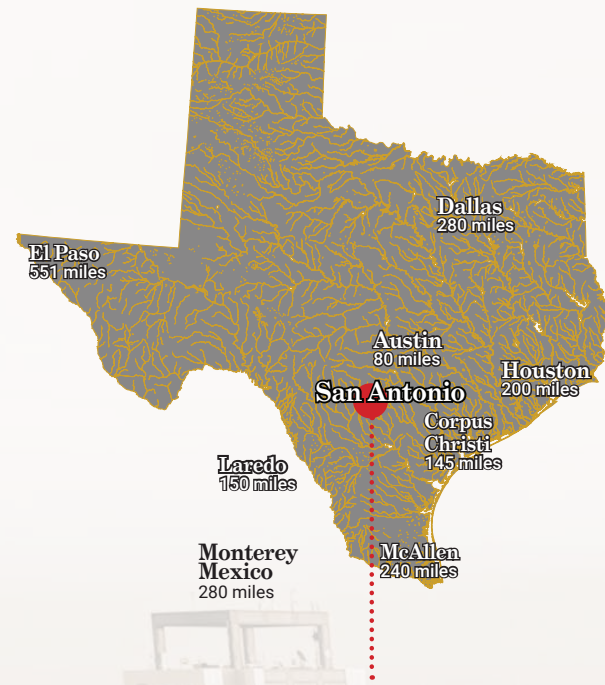 Dallas
280 miles
El Paso
551 miles
Austin
80 miles
Houston
200 miles
San Antonio
Corpus
Christi
145 miles
Laredo
150 miles
Monterey
Mexico
280 miles
McAllen
240 miles